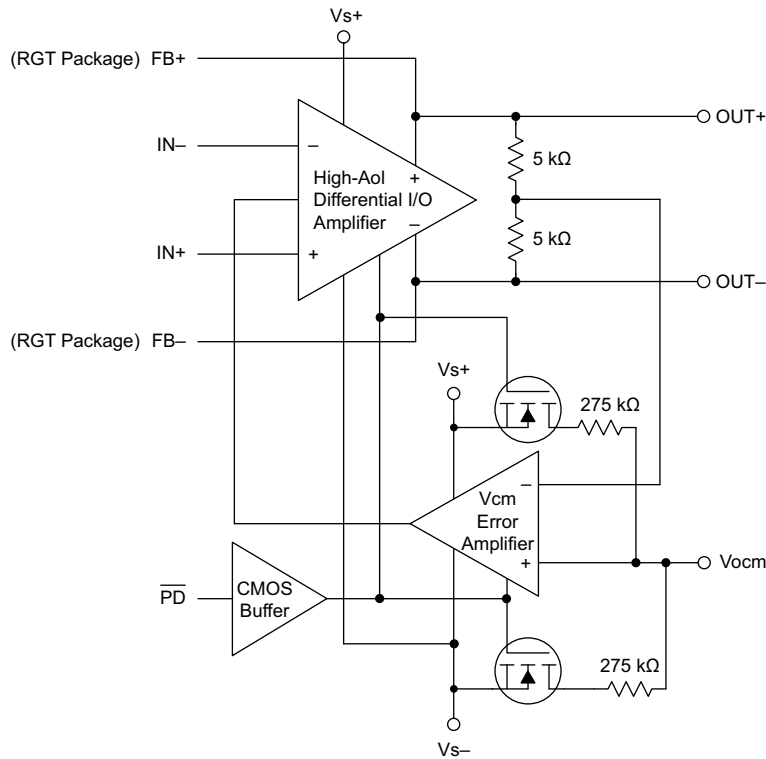 Vs+
(RGT Package) FB+
OUT+
IN–
–
5 kΩ
High-Aol
Differential I/O
Amplifier
+
–
5 kΩ
IN+
+
OUT–
(RGT Package) FB–
Vs+
275 kΩ
–
Vcm
Error
Amplifier
+
Vocm
PD
CMOS
Buffer
275 kΩ
Vs–